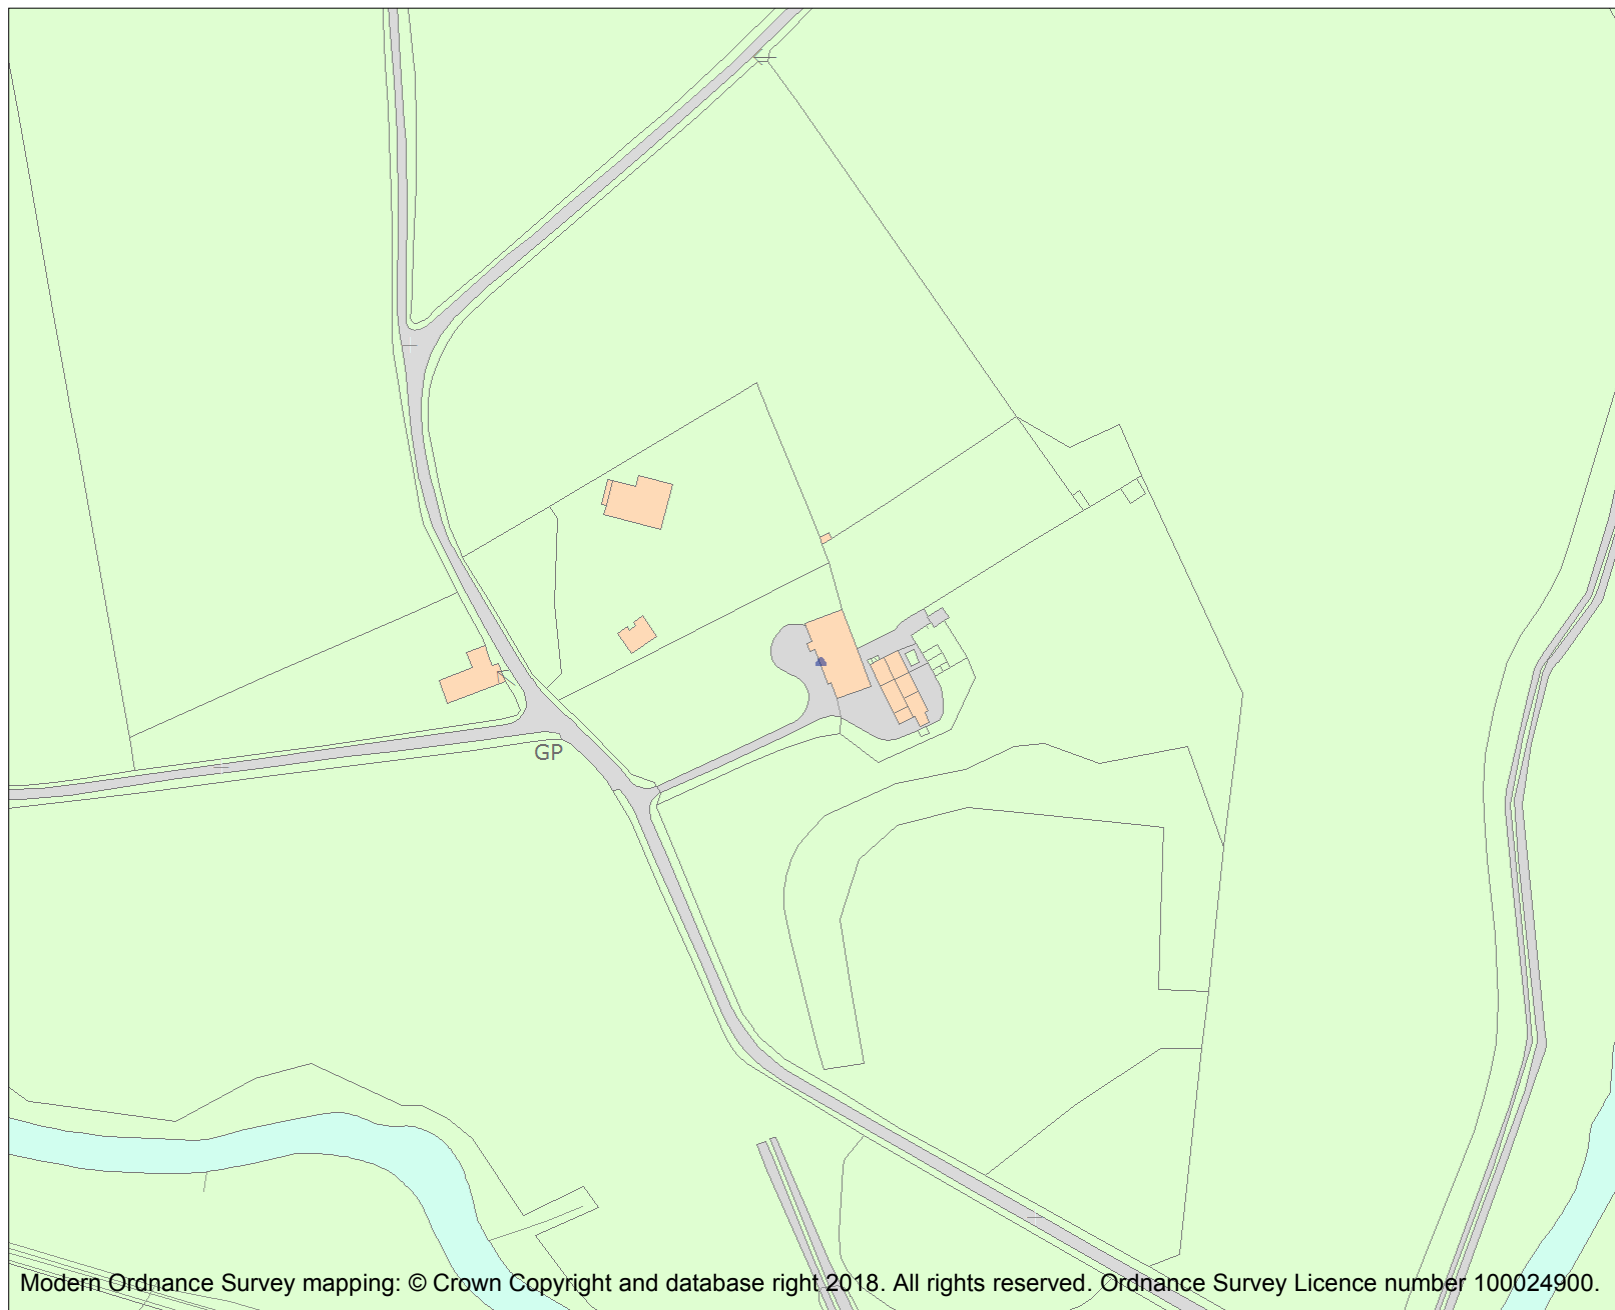 GP
Modern Ordnance Survey mapping: © Crown Copyright and database right 2018. All rights reserved. Ordnance Survey Licence number 100024900.